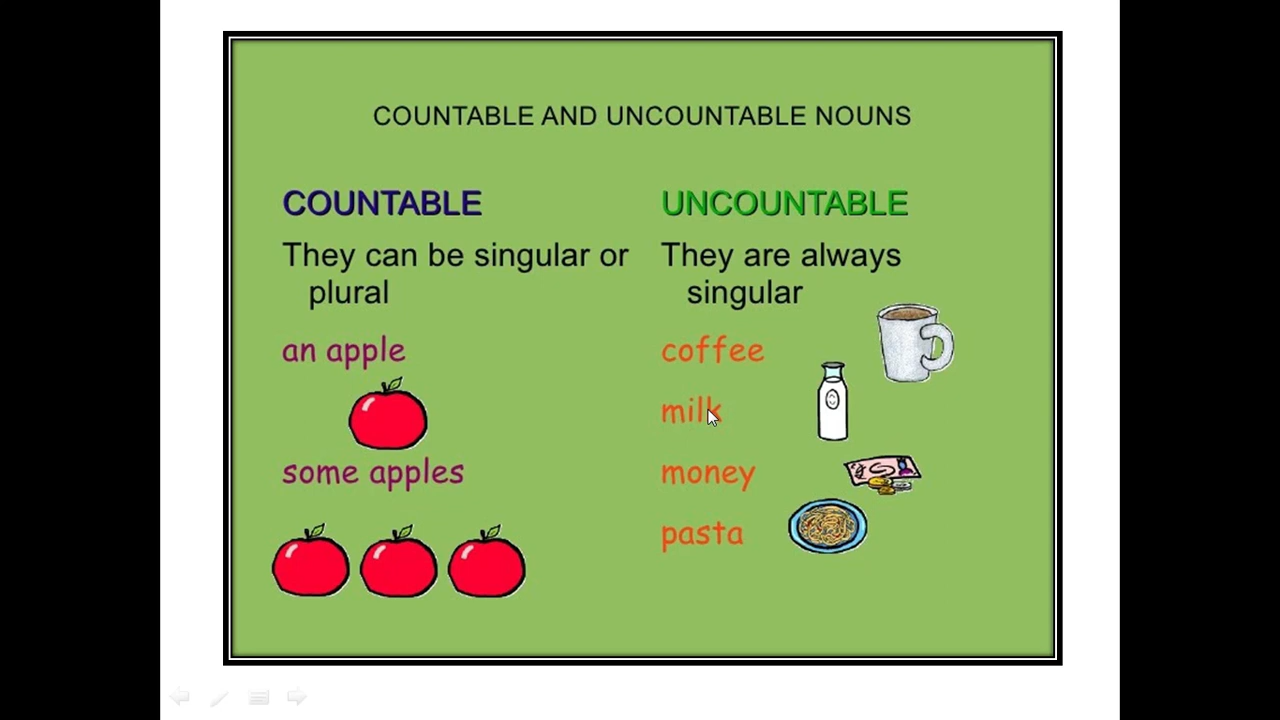 COUNTABLE AND UNCOUNTABLE NOUNS
COUNTABLE
They can be singular or
plural
an apple
some apples
UNCOUNTABLE
They are always
singular
coffee
milk
money
pasta